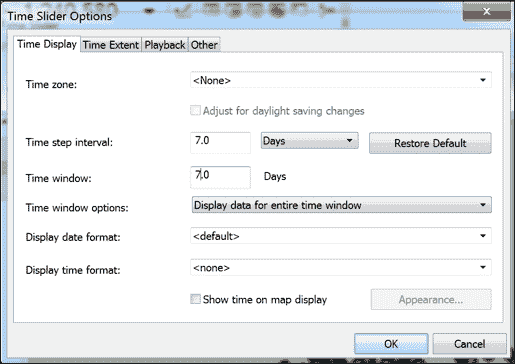 Time Slider Options
Time Display Time Extent Playback Other
Time zone: <None>
Adjust for daylight saving changes
Time step interval: 7.0 Days Restore Default
Time window: 7.0 Days
Time window options: Display data for entire time window
Display date format: <default>
Display time format: <none>
Show time on map display Appearance...
OK Cancel